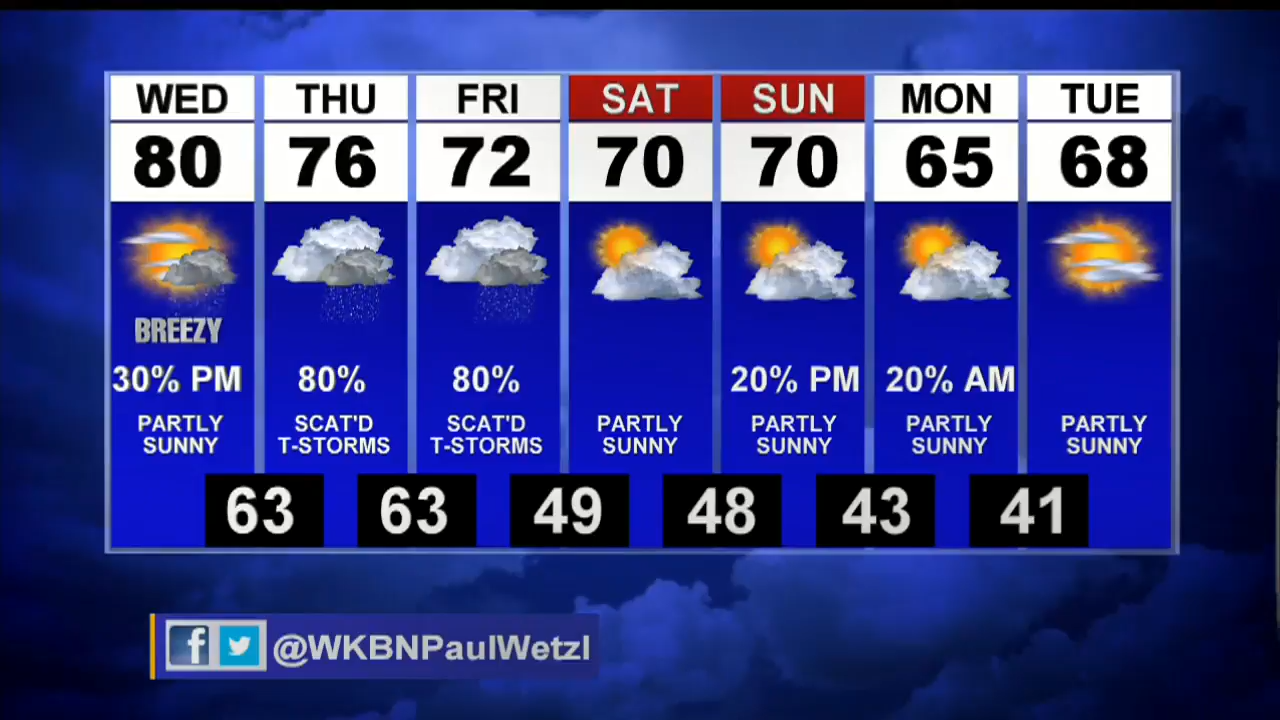 WED THU FRI SAT SUN MON TUE
80 76 72 70 70 65 68
BREEZY
30% PM 80% 80% 20% PM 20% AM
PARTLY SCAT'D SCAT'D PARTLY PARTLY PARTLY PARTLY
SUNNY T-STORMS T-STORMS SUNNY SUNNY SUNNY SUNNY
63 63 49 48 43 41
f @WKBNPaulWetzl